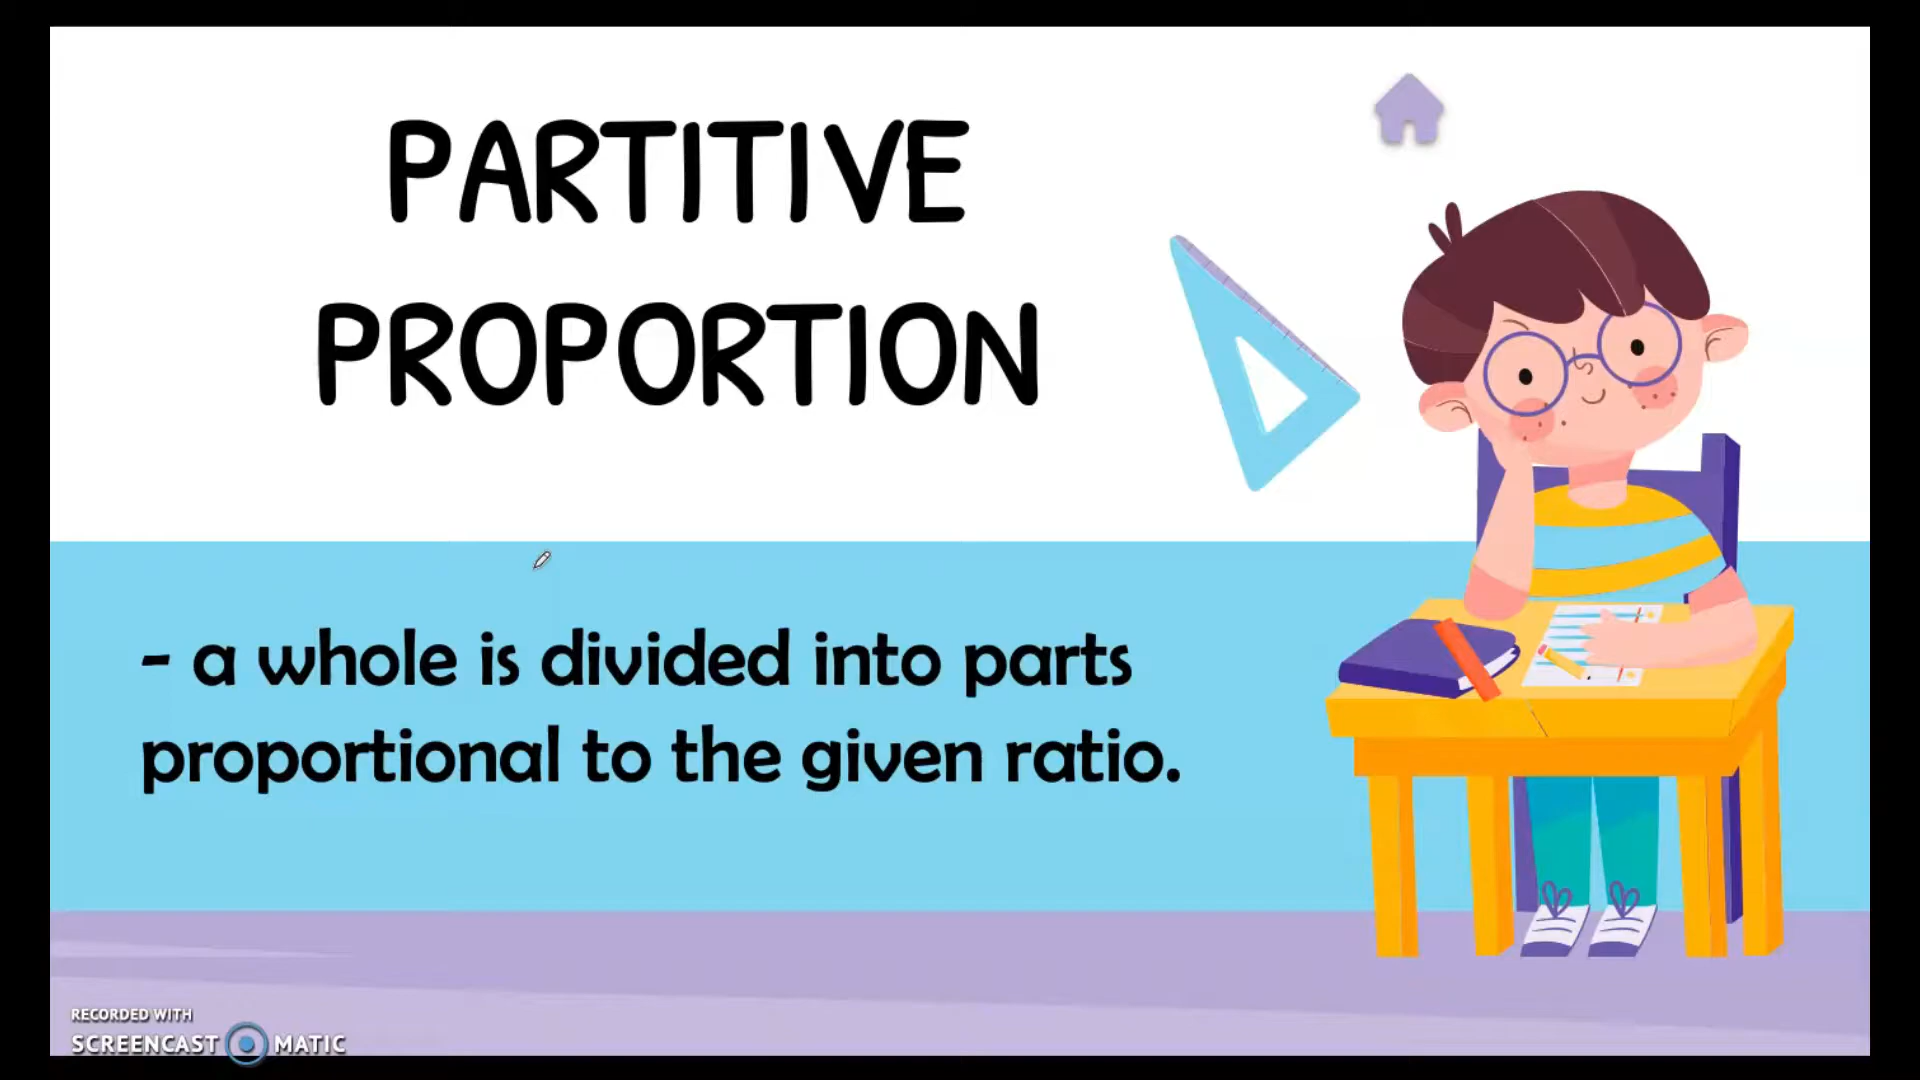 PARTITIVE
PROPORTION
- a whole is divided into parts
proportional to the given ratio.
RECORDED WITH
SCREENCAST MATIC